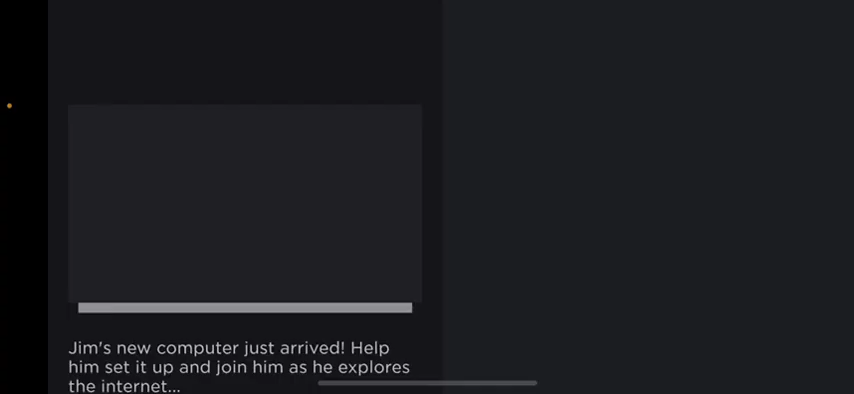 Jim's new computer just arrived! Help
him set it up and join him as he explores
the internet...